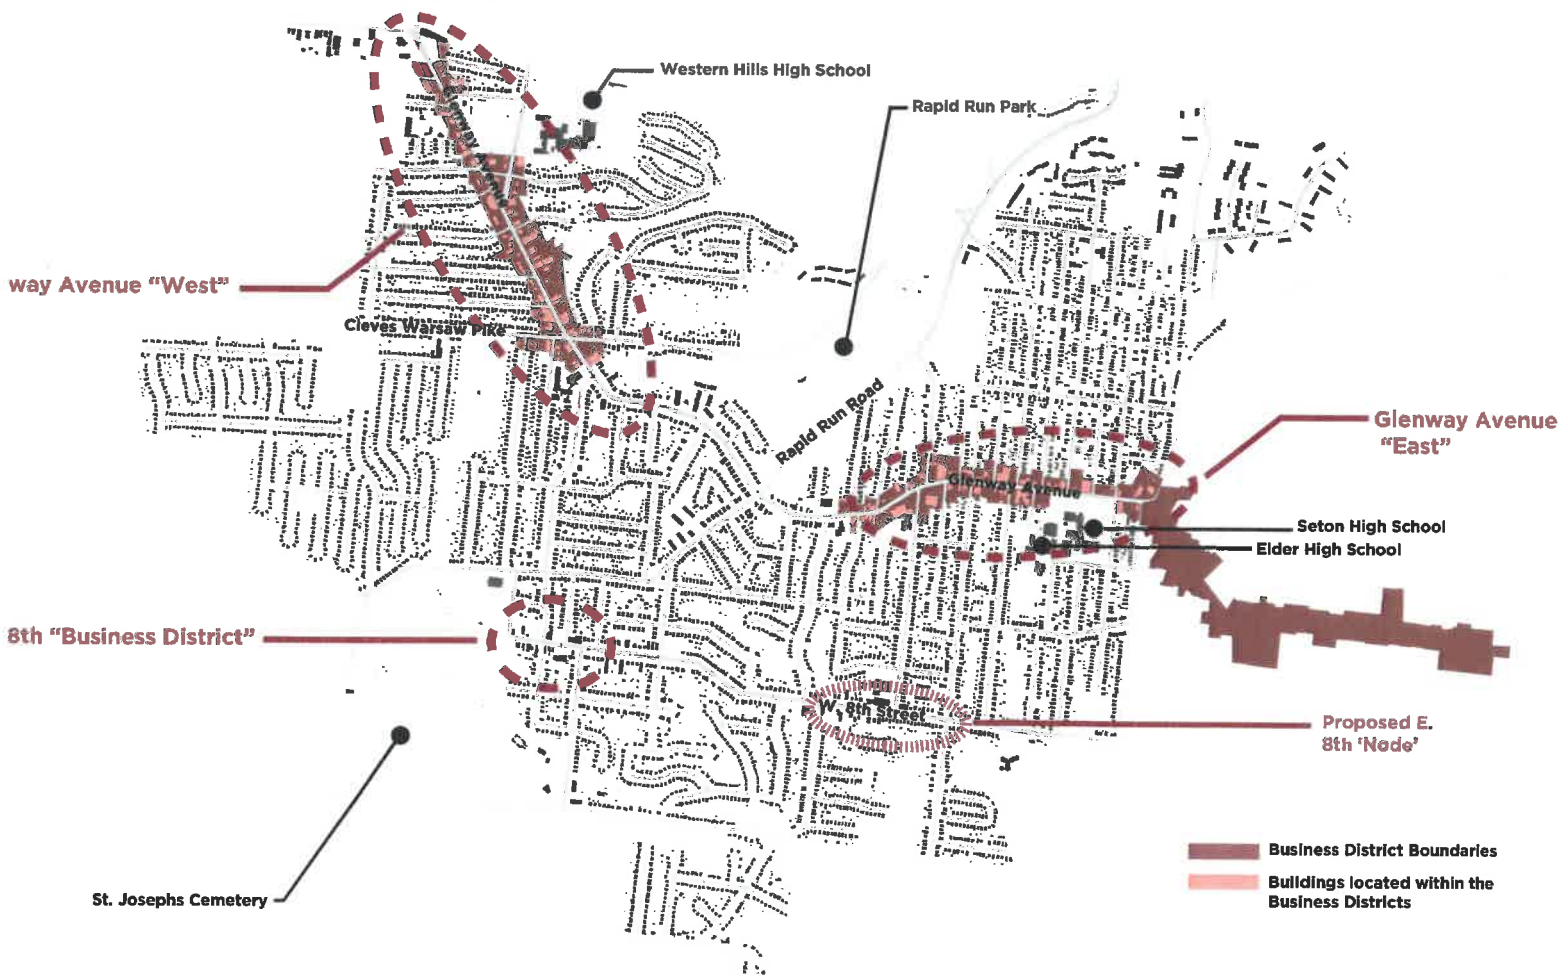 Western Hills High School
Rapid Run Park
Glenway Avenue
way Avenue “West”
Cleves Warsaw Pike
Rapid Run Road
Glenway Avenue
“East”
Glenway Avenue
Seton High School
Elder High School
8th “Business District”
W. 8th Street
Proposed E.
8th ‘Node’
Business District Boundaries
Buildings located within the
Business Districts
St. Josephs Cemetery